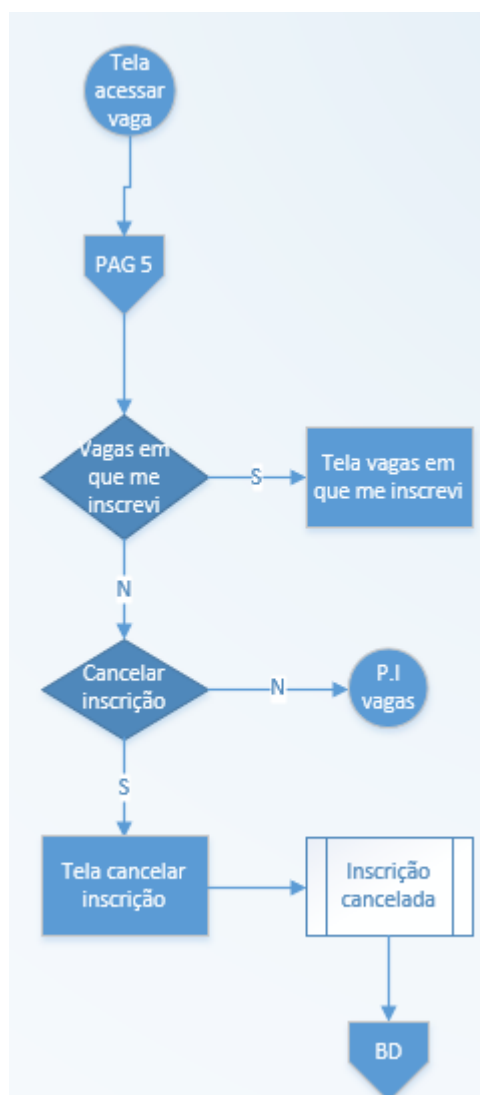 Tela
acessar
vaga
PAG 5
Vagas em
que me
inscrevi
S
Tela vagas em
que me inscrevi
N
Cancelar
inscrição
N
P.I
vagas
S
Tela cancelar
inscrição
Inscrição
cancelada
BD